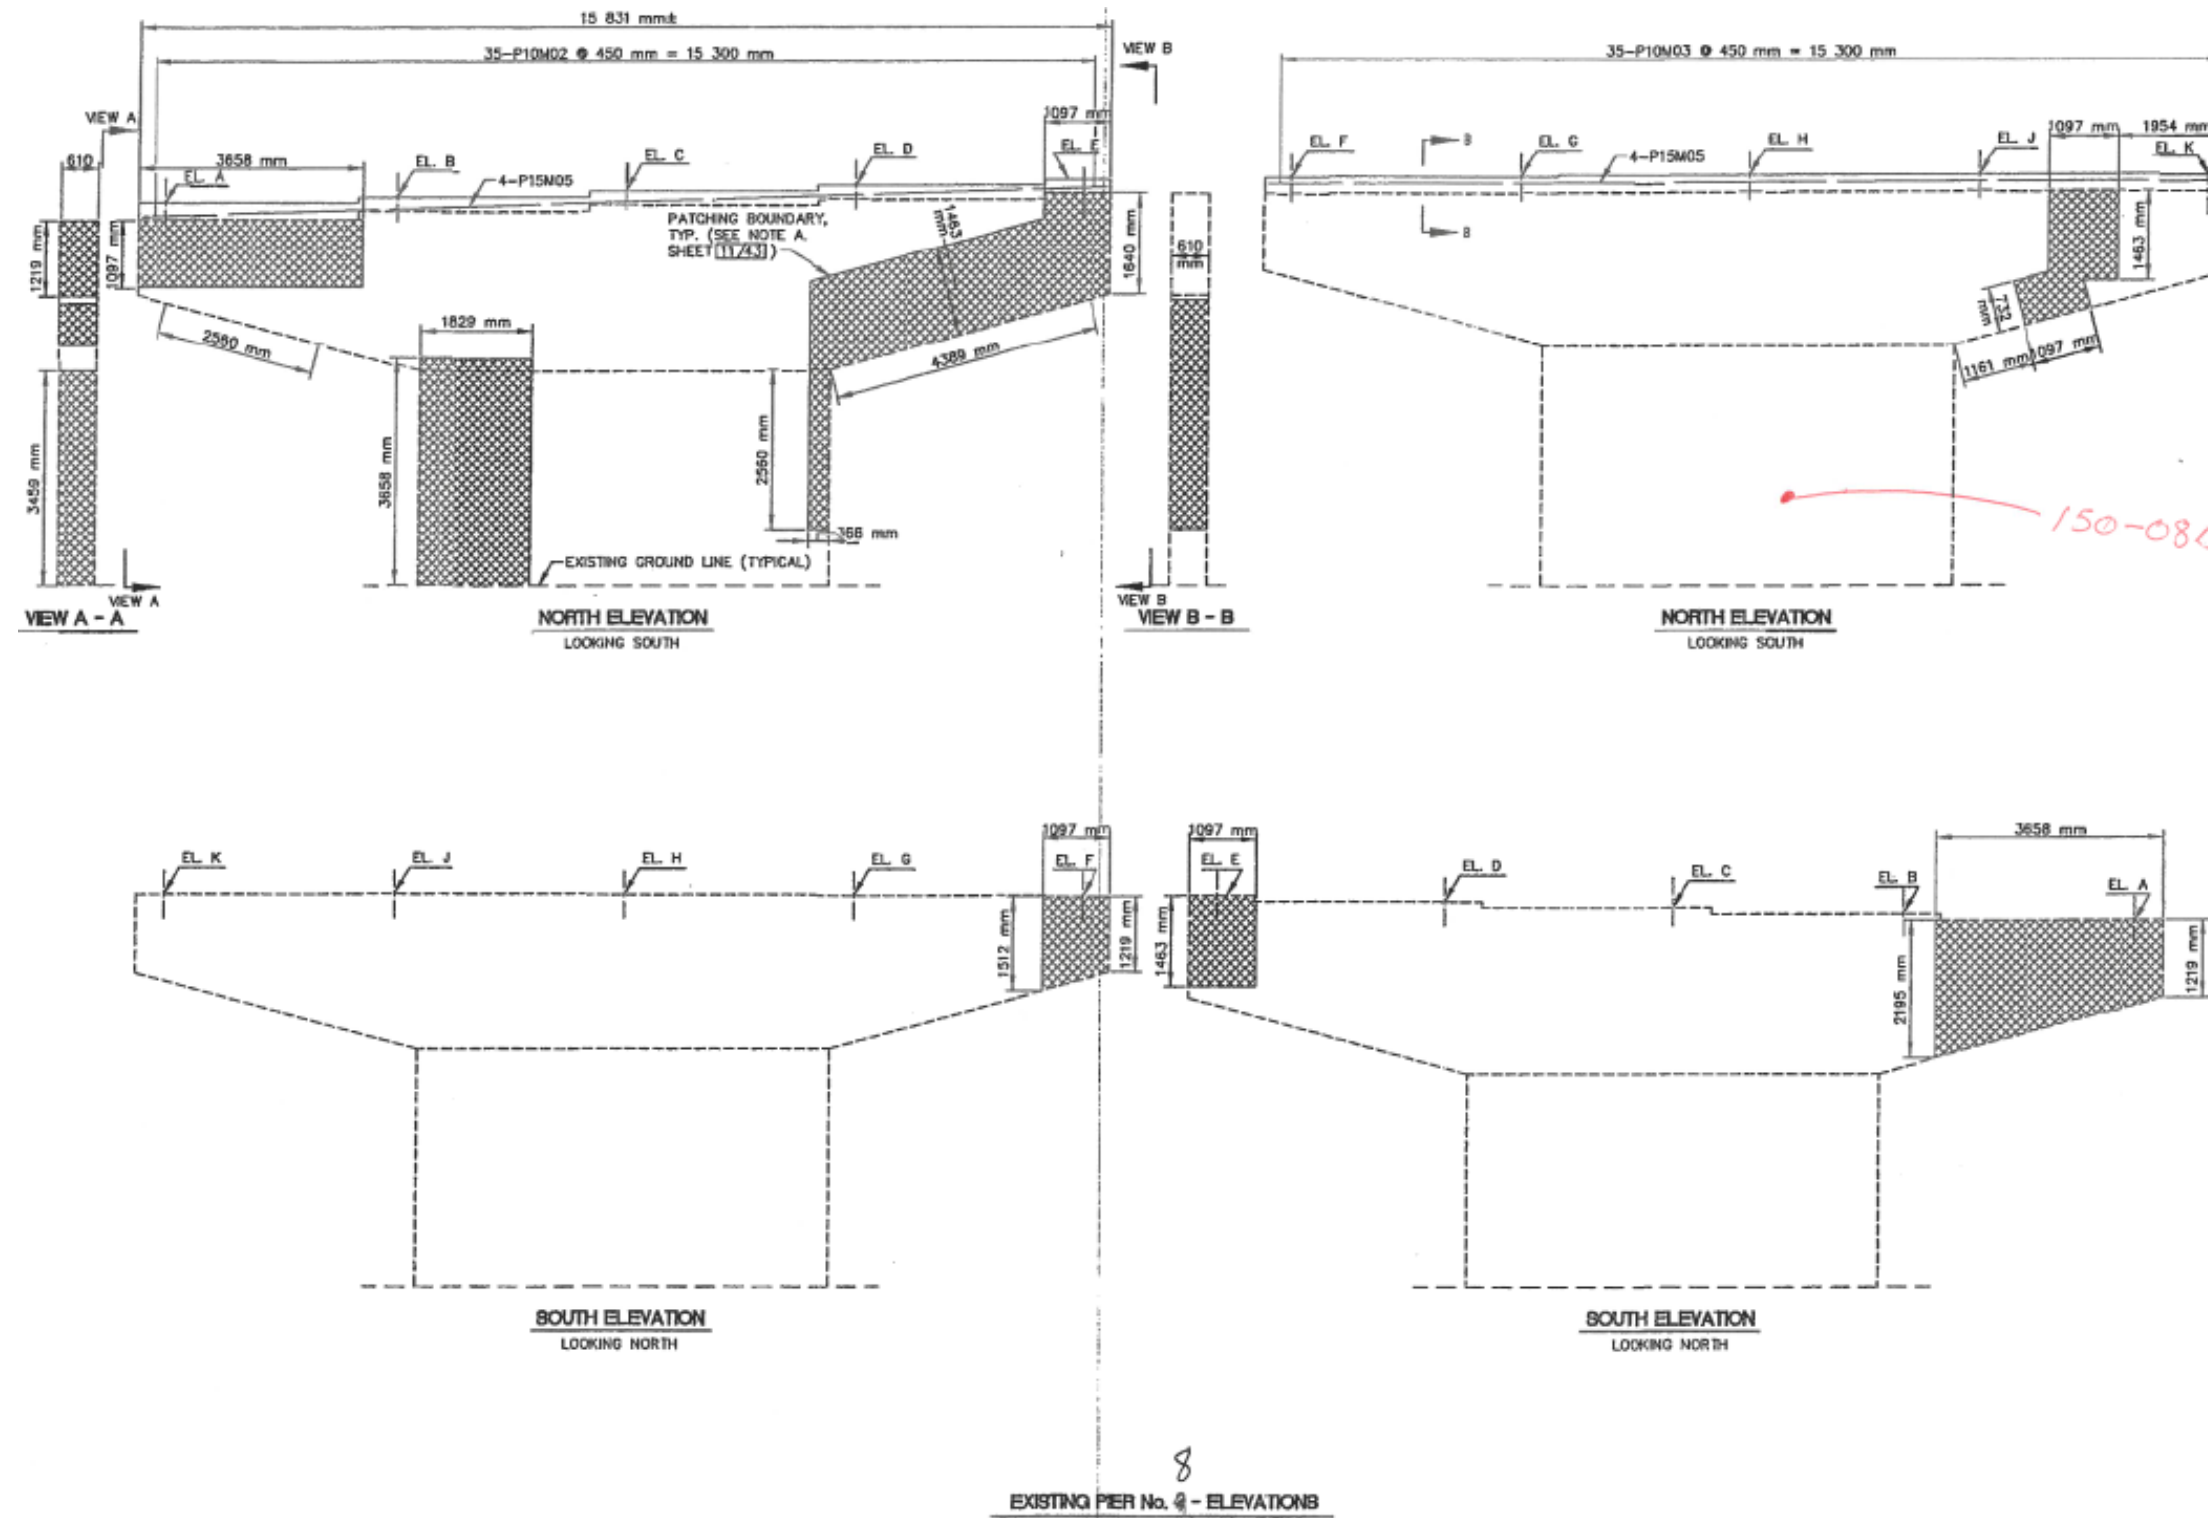 15 831 mm±
35-P10M02 @ 450 mm = 15 300 mm
VIEW B
35-P10M03 @ 450 mm = 15 300 mm
VIEW A
1097 mm
610
3658 mm
EL. A
EL. B
EL. C
EL. D
EL. E
4-P15M05
1219 mm
1097 mm
PATCHING BOUNDARY,
TYP. (SEE NOTE A,
SHEET 11/43)
1463 mm
1640 mm
610 mm
EL. F
B
EL. G
4-P15M05
EL. H
EL. J
1097 mm
1954 mm
EL. K
B
1463 mm
732 mm
1161 mm
1097 mm
2560 mm
1829 mm
4389 mm
3459 mm
3658 mm
2560 mm
366 mm
150-08
EXISTING GROUND LINE (TYPICAL)
VIEW A
VIEW B
VIEW A - A
NORTH ELEVATION
LOOKING SOUTH
VIEW B - B
NORTH ELEVATION
LOOKING SOUTH
EL. K
EL. J
EL. H
EL. G
1097 mm
EL. F
1512 mm
1219 mm
1097 mm
EL. E
1463 mm
EL. D
EL. C
EL. B
3658 mm
EL. A
2195 mm
1219 mm
SOUTH ELEVATION
LOOKING NORTH
SOUTH ELEVATION
LOOKING NORTH
8
EXISTING PIER No. - ELEVATIONS